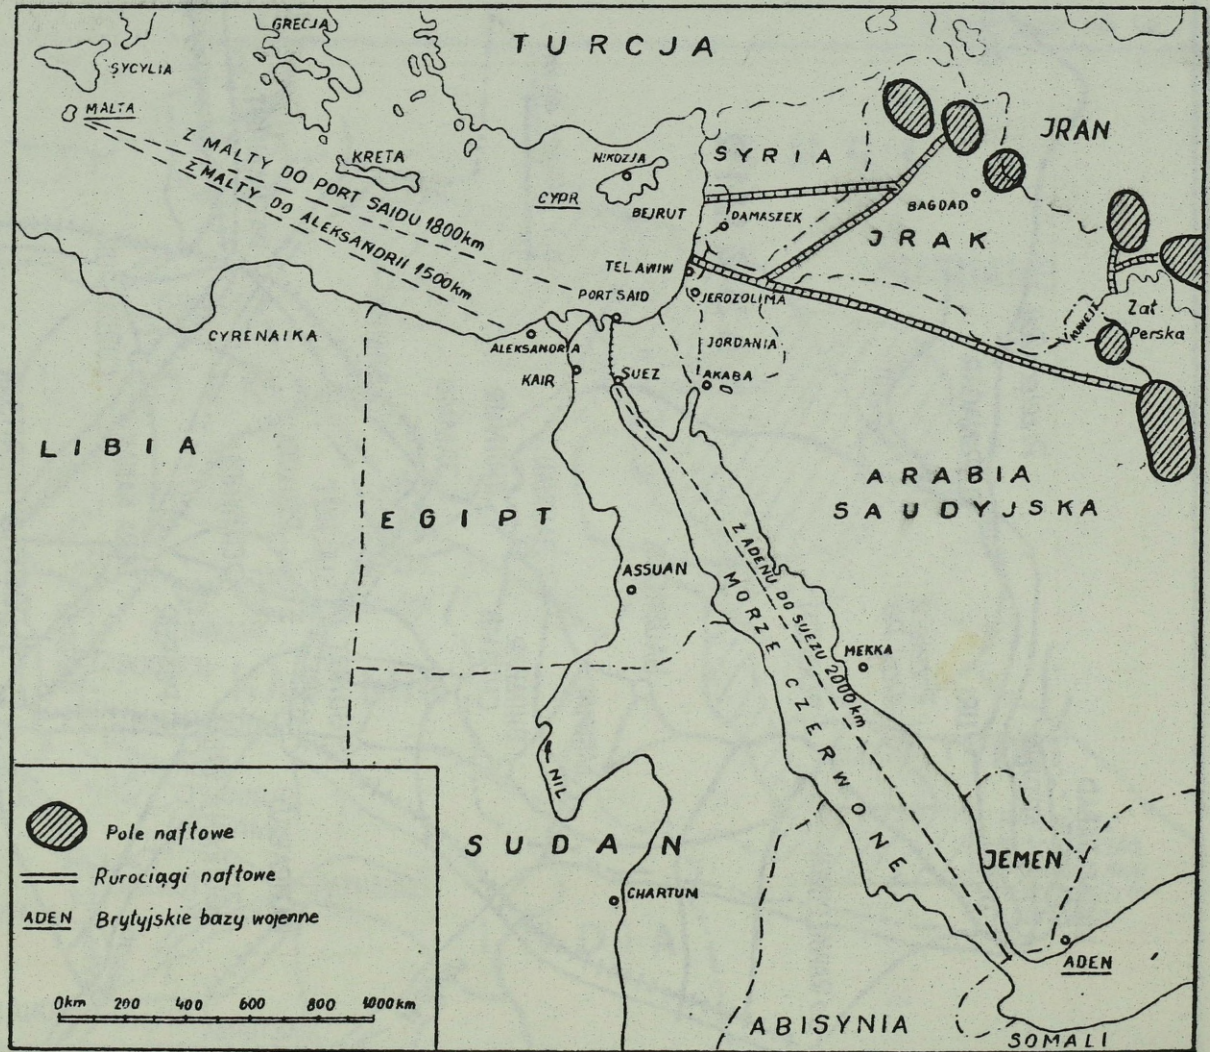 GRECJA
TURCJA
SYCYLIA
MALTA
JRAN
Z MALTY DO PORT SAIDU 1800km
Z MALTY DO ALEKSANDRII 1500km
KRETA
NIKOZJA
CYPR
SYRIA
BEJRUT
DAMASZEK
BAGDAD
JRAK
TEL AWIW
PORT SAID
JEROZOLIMA
KUWEJT
Zat.
Perska
CYRENAIKA
ALEKSANDRIA
JORDANIA
KAIR
SUEZ
AKABA
LIBIA
ARABIA
SAUDYJSKA
EGIPT
Z ADENU DO SUEZU 2000km
ASSUAN
MORZE CZERWONE
MEKKA
NIL
SUDAN
JEMEN
CHARTUM
ADEN
ABISYNIA
SOMALI
Pole naftowe
Rurociągi naftowe
ADEN Brytyjskie bazy wojenne
0km 200 400 600 800 1000km